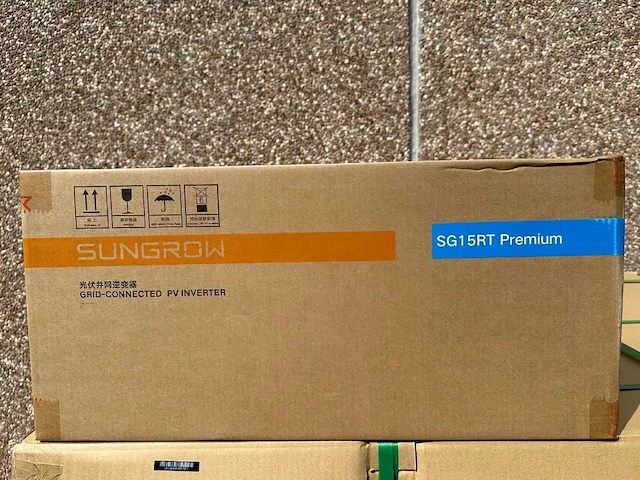 SUNGROW
SG15RT Premium
光伏并网逆变器
GRID-CONNECTED PV INVERTER